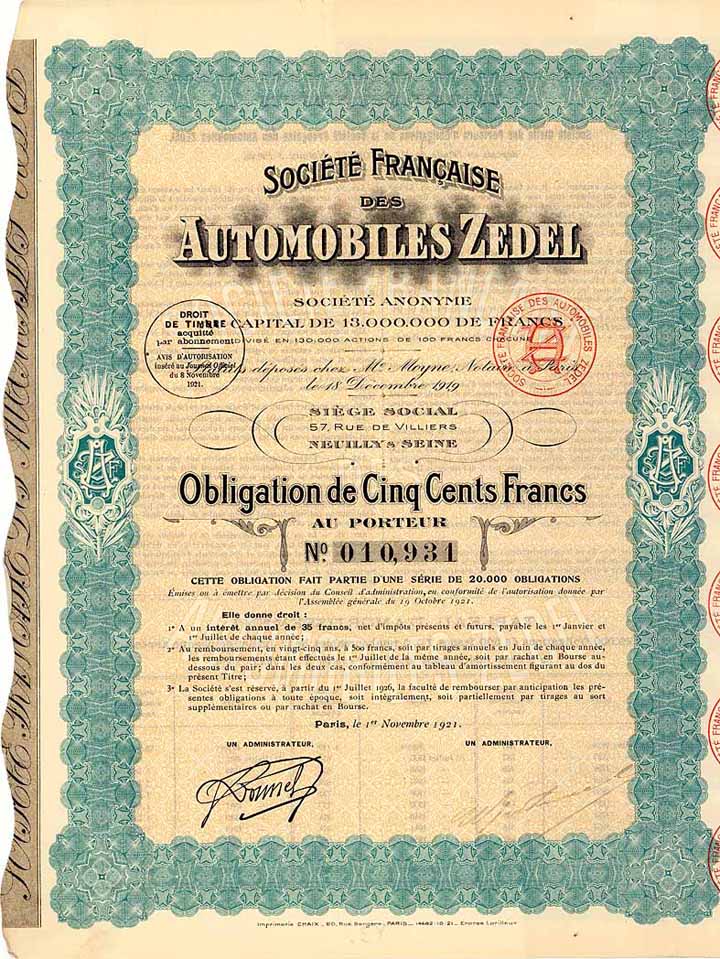 SOCIÉTÉ FRANÇAISE
DES
AUTOMOBILES ZEDEL
SOCIÉTÉ ANONYME
CAPITAL DE 13.000.000 DE FRANCS
DIVISÉ EN 130.000 ACTIONS DE 100 FRANCS CHACUNE
DROIT
DE TIMBRE
acquitté
par abonnement
AVIS D'AUTORISATION
inséré au Journal Officiel
du 8 Novembre
1921.
SOCIÉTÉ FRANÇAISE DES AUTOMOBILES ZEDEL
déposés chez Me Moyne, Notaire à Paris
le 18 Décembre 1919
SIÈGE SOCIAL
57, RUE DE VILLIERS
NEUILLY S/ SEINE
Obligation de Cinq Cents Francs
AU PORTEUR
No. 010,931
CETTE OBLIGATION FAIT PARTIE D'UNE SÉRIE DE 20.000 OBLIGATIONS
Émises ou à émettre par décision du Conseil d'administration, en conformité de l'autorisation donnée par
l'Assemblée générale du 19 Octobre 1921.
Elle donne droit :
1° A un intérêt annuel de 35 francs, net d'impôts présents et futurs, payable les 1er Janvier et
1er Juillet de chaque année;
2° Au remboursement, en vingt-cinq ans, à 500 francs, soit par tirages annuels en Juin de chaque année,
les remboursements étant effectués le 1er Juillet de la même année, soit par rachat en Bourse au-
dessous du pair; dans les deux cas, conformément au tableau d'amortissement figurant au dos du
présent Titre;
3° La Société s'est réservé, à partir du 1er Juillet 1926, la faculté de rembourser par anticipation les pré-
sentes obligations à toute époque, soit intégralement, soit partiellement par tirages au sort
supplémentaires ou par rachat en Bourse.
Paris, le 1er Novembre 1921.
UN ADMINISTRATEUR,
UN ADMINISTRATEUR,
Imprimerie CHAIX, 20, Rue Bergère, PARIS. — 14682-10-21. — Encres Lorilleux